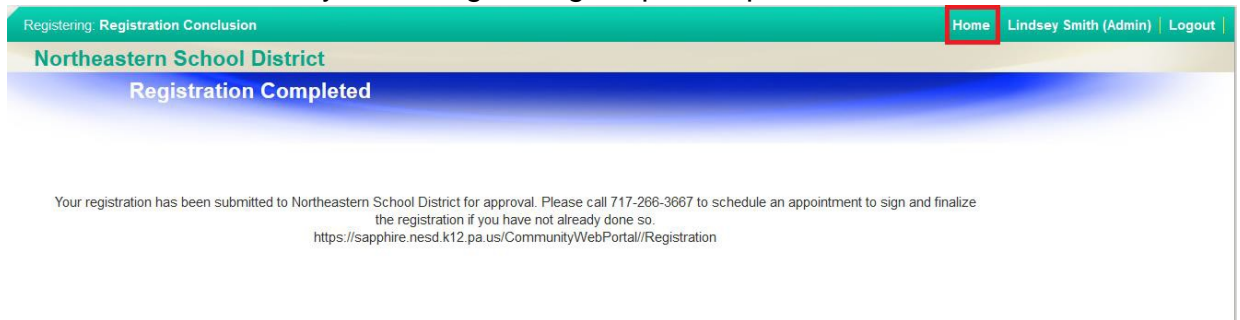 Registering: Registration Conclusion
Home Lindsey Smith (Admin) | Logout |
Northeastern School District
Registration Completed
Your registration has been submitted to Northeastern School District for approval. Please call 717-266-3667 to schedule an appointment to sign and finalize
the registration if you have not already done so.
https://sapphire.nesd.k12.pa.us/CommunityWebPortal//Registration